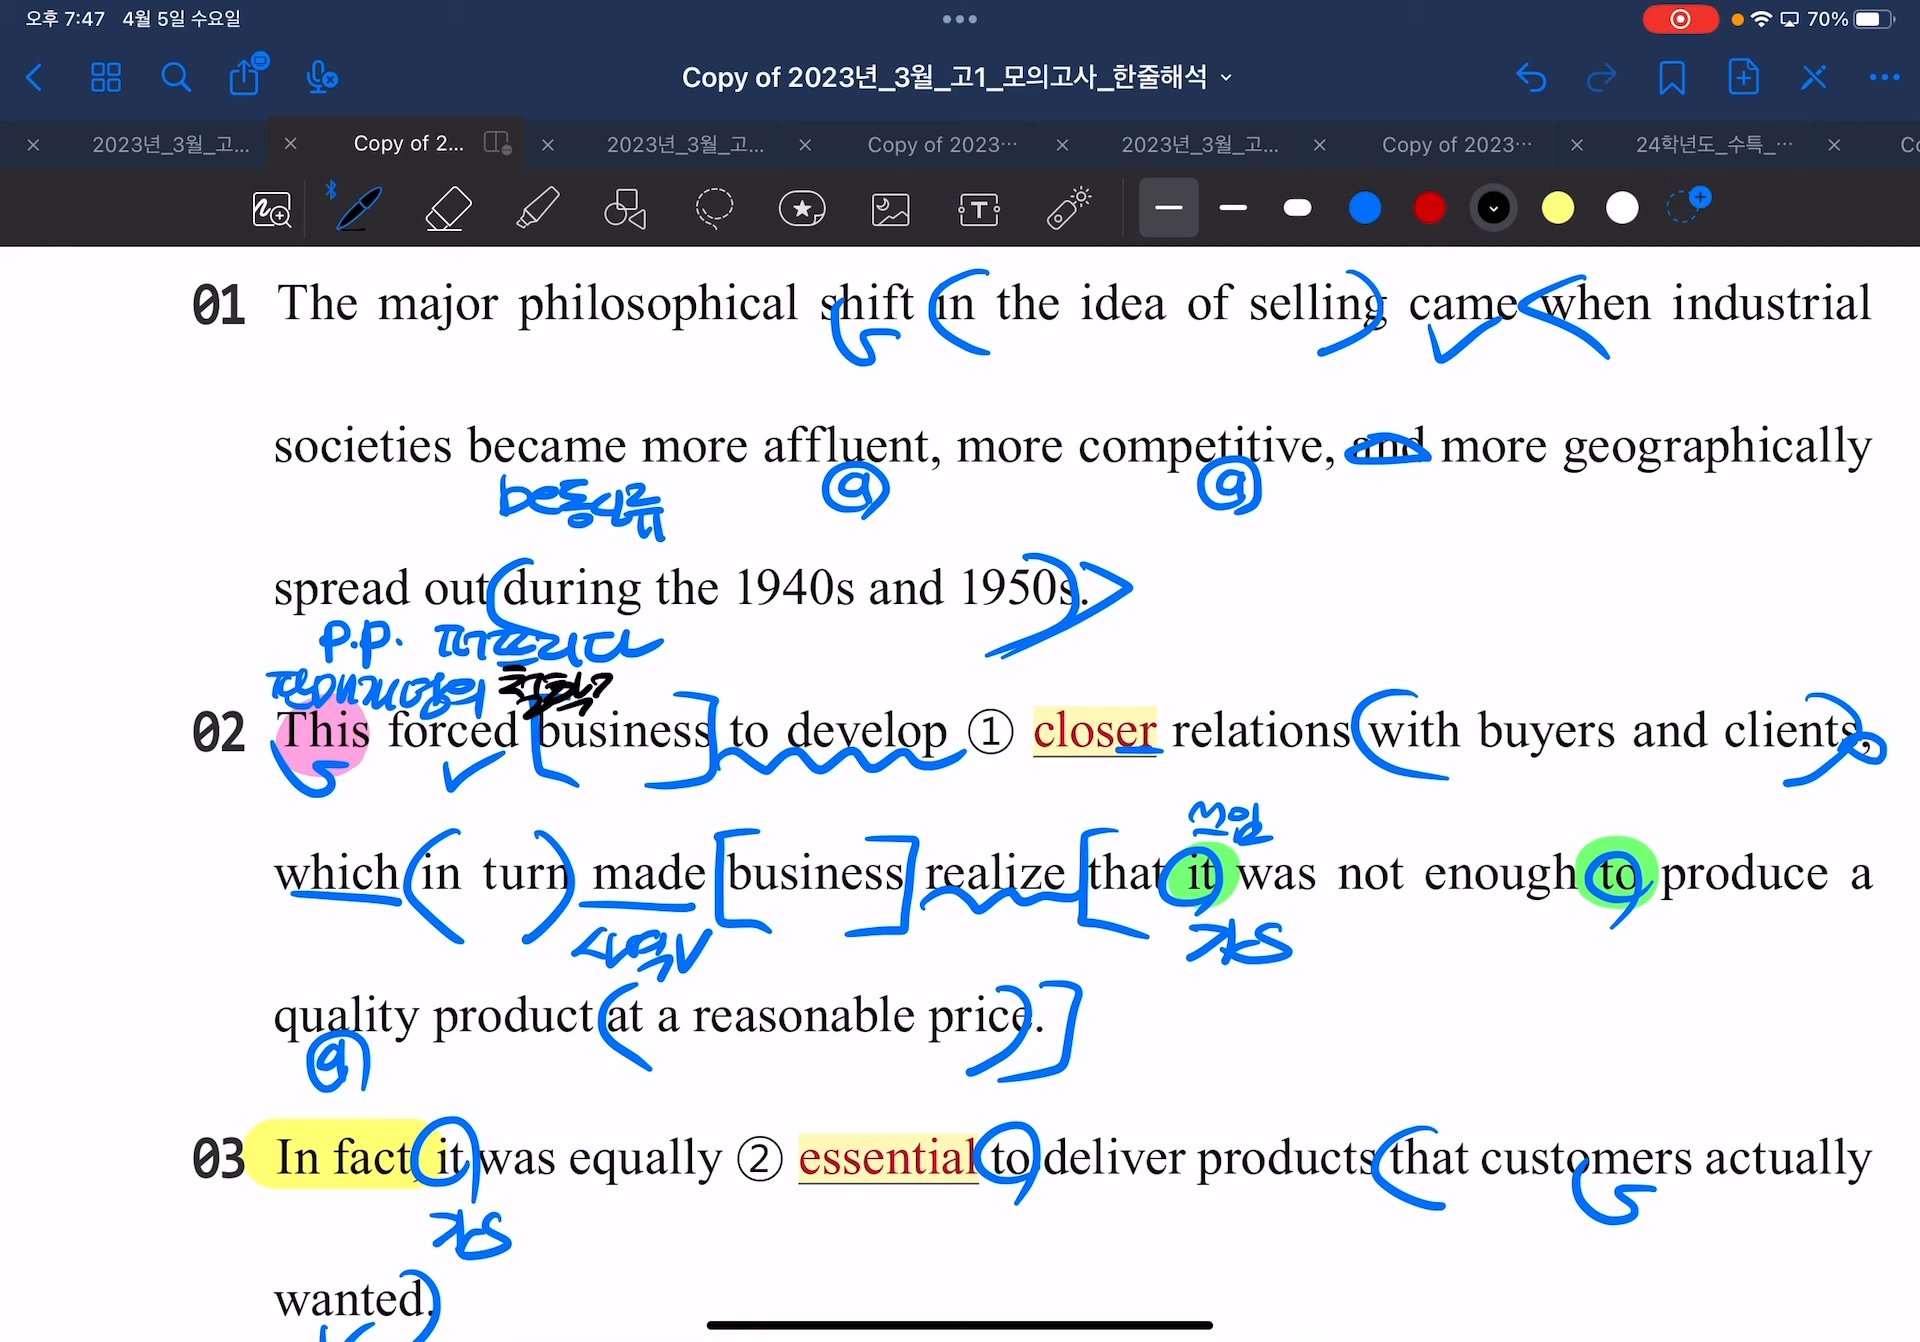 오후 7:47 4월 5일 수요일 70%
Copy of 2023년_3월_고1_모의고사_한줄해석
2023년_3월_고... Copy of 2... 2023년_3월_고... Copy of 2023... 2023년_3월_고... Copy of 2023... 24학년도_수특_...
01 The major philosophical shift in the idea of selling came when industrial
S
societies became more affluent, more competitive, and more geographically
be동사류 a a
spread out during the 1940s and 1950s.
p.p. 퍼뜨리다
판매개념의
02 This forced business to develop ① closer relations with buyers and clients,
S
which in turn made business realize that it was not enough to produce a
사역V 가S
quality product at a reasonable price.
a
03 In fact, it was equally ② essential to deliver products that customers actually
가S S
wanted.